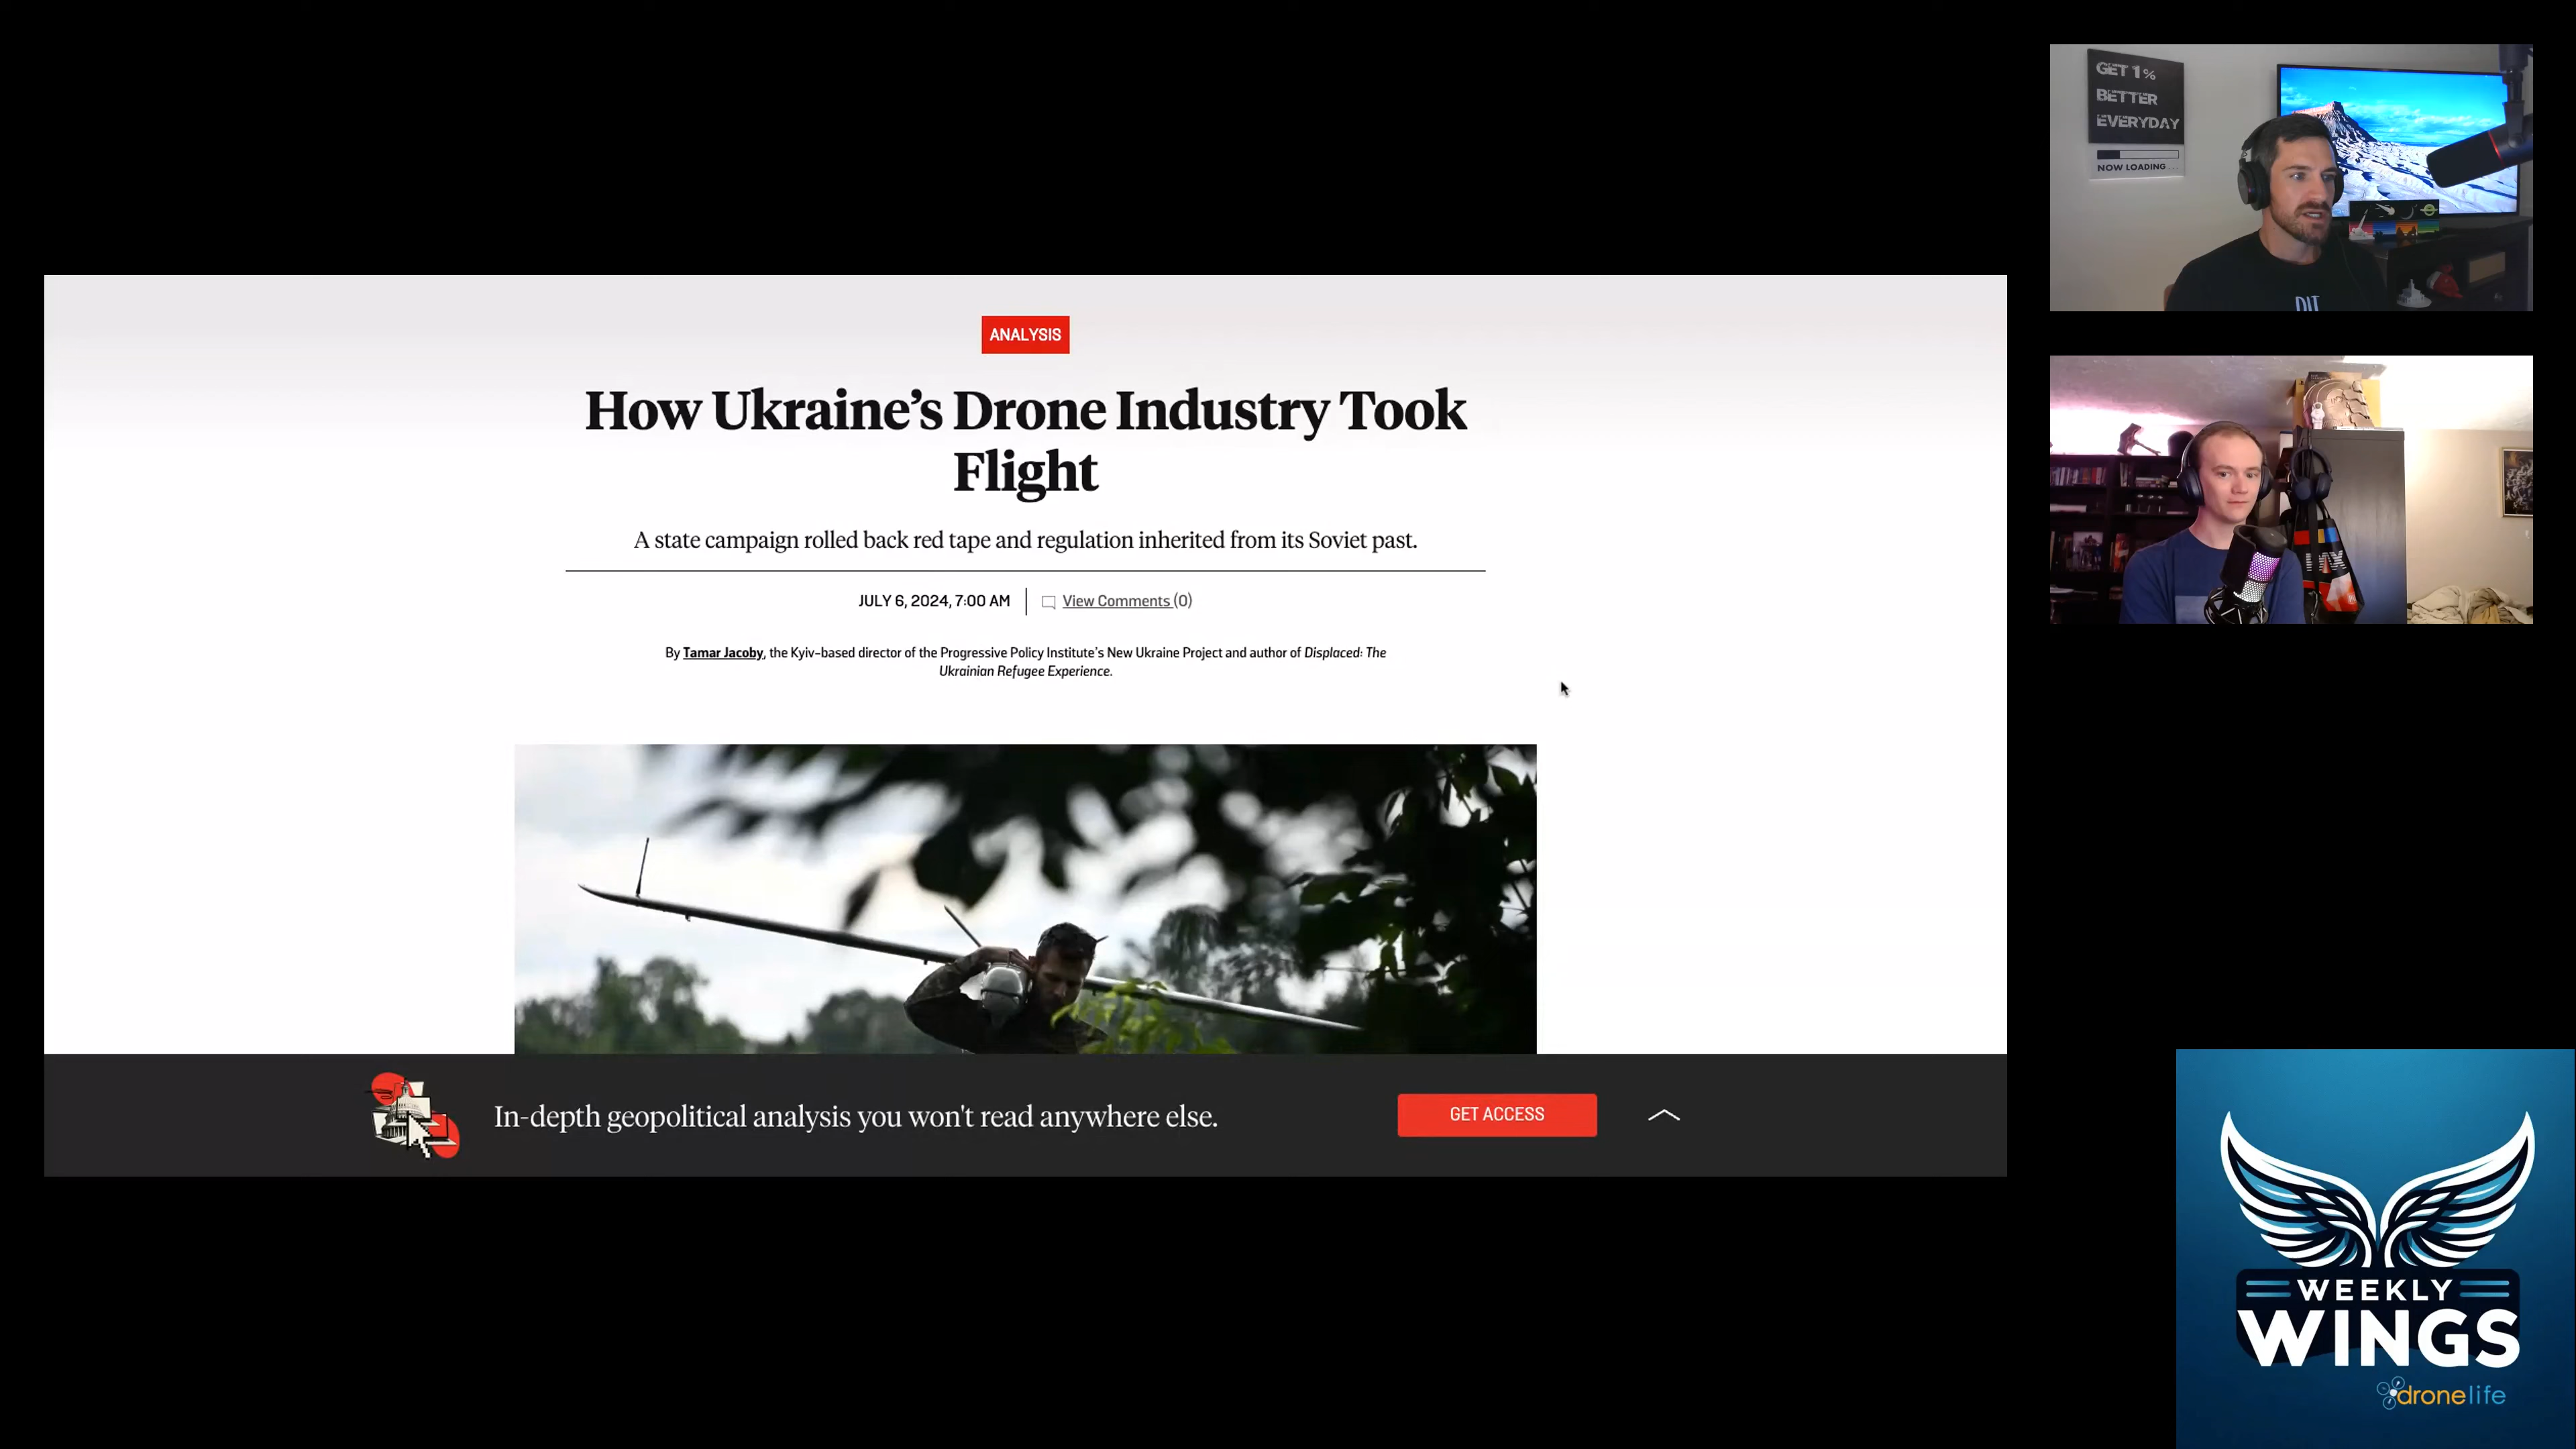 ANALYSIS
How Ukraine's Drone Industry Took
Flight
A state campaign rolled back red tape and regulation inherited from its Soviet past.
JULY 6, 2024, 7:00 AM
View Comments (0)
By Tamar Jacoby, the Kyiv-based director of the Progressive Policy Institute's New Ukraine Project and author of Displaced: The
Ukrainian Refugee Experience.
In-depth geopolitical analysis you won't read anywhere else.
GET ACCESS
GET 1%
BETTER
EVERYDAY
NOW LOADING...
WEEKLY
WINGS
dronelife